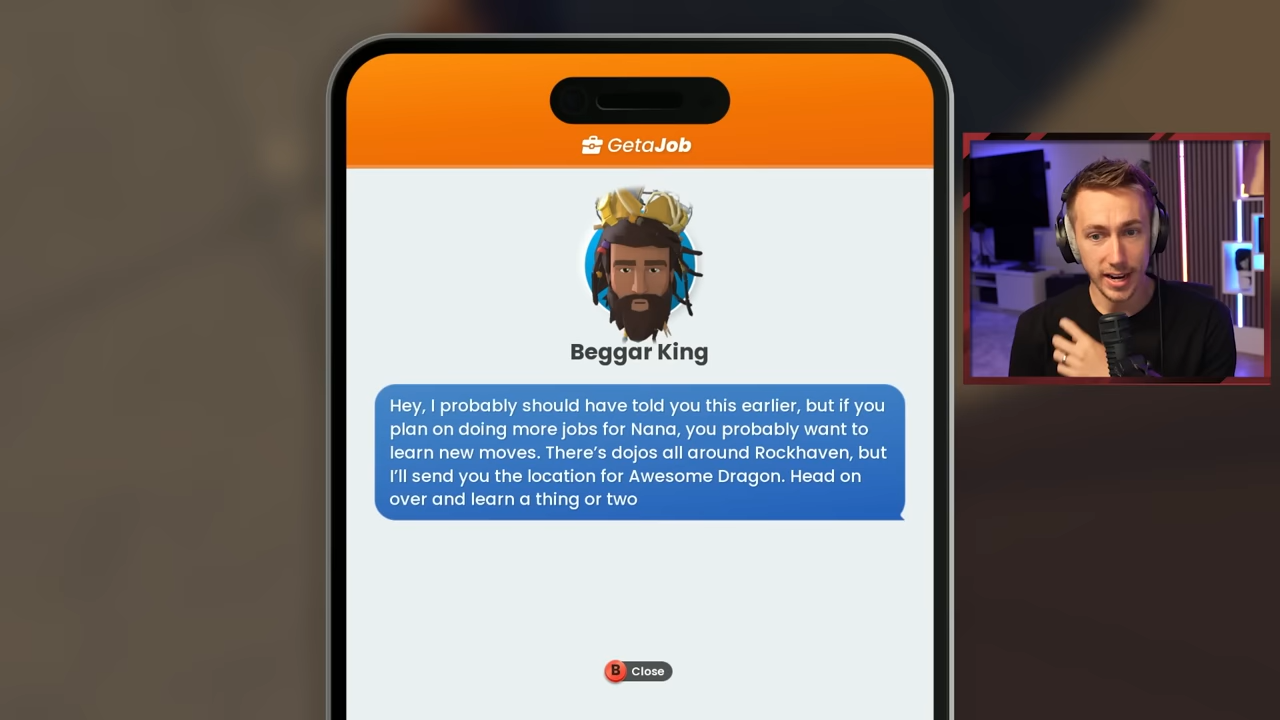 GetaJob
Beggar King
Hey, I probably should have told you this earlier, but if you
plan on doing more jobs for Nana, you probably want to
learn new moves. There’s dojos all around Rockhaven, but
I’ll send you the location for Awesome Dragon. Head on
over and learn a thing or two
B Close